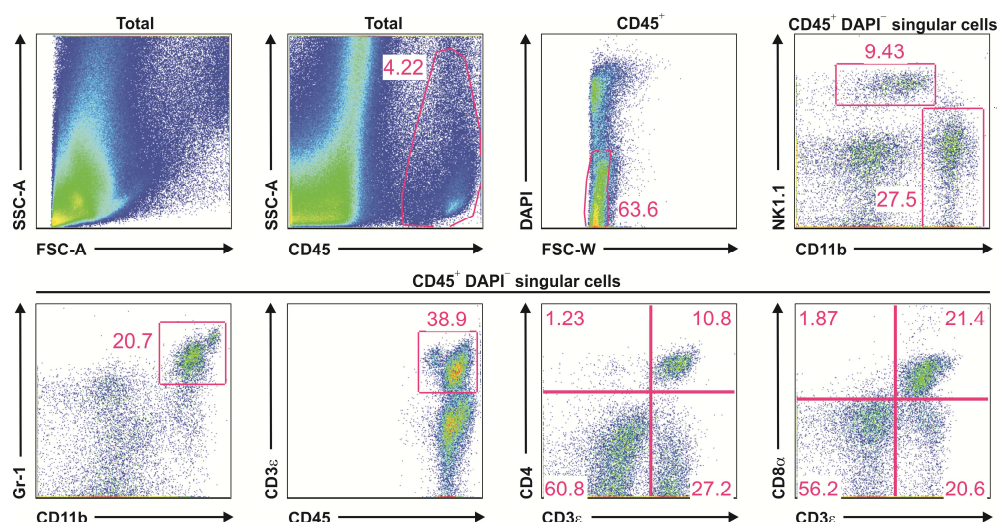 Total
SSC-A
FSC-A
Total
4.22
SSC-A
CD45
CD45⁺
DAPI
63.6
FSC-W
CD45⁺ DAPI⁻ singular cells
9.43
NK1.1
27.5
CD11b
CD45⁺ DAPI⁻ singular cells
20.7
Gr-1
CD11b
38.9
CD3ε
CD45
1.23 10.8
CD4
60.8 27.2
CD3ε
1.87 21.4
CD8α
56.2 20.6
CD3ε